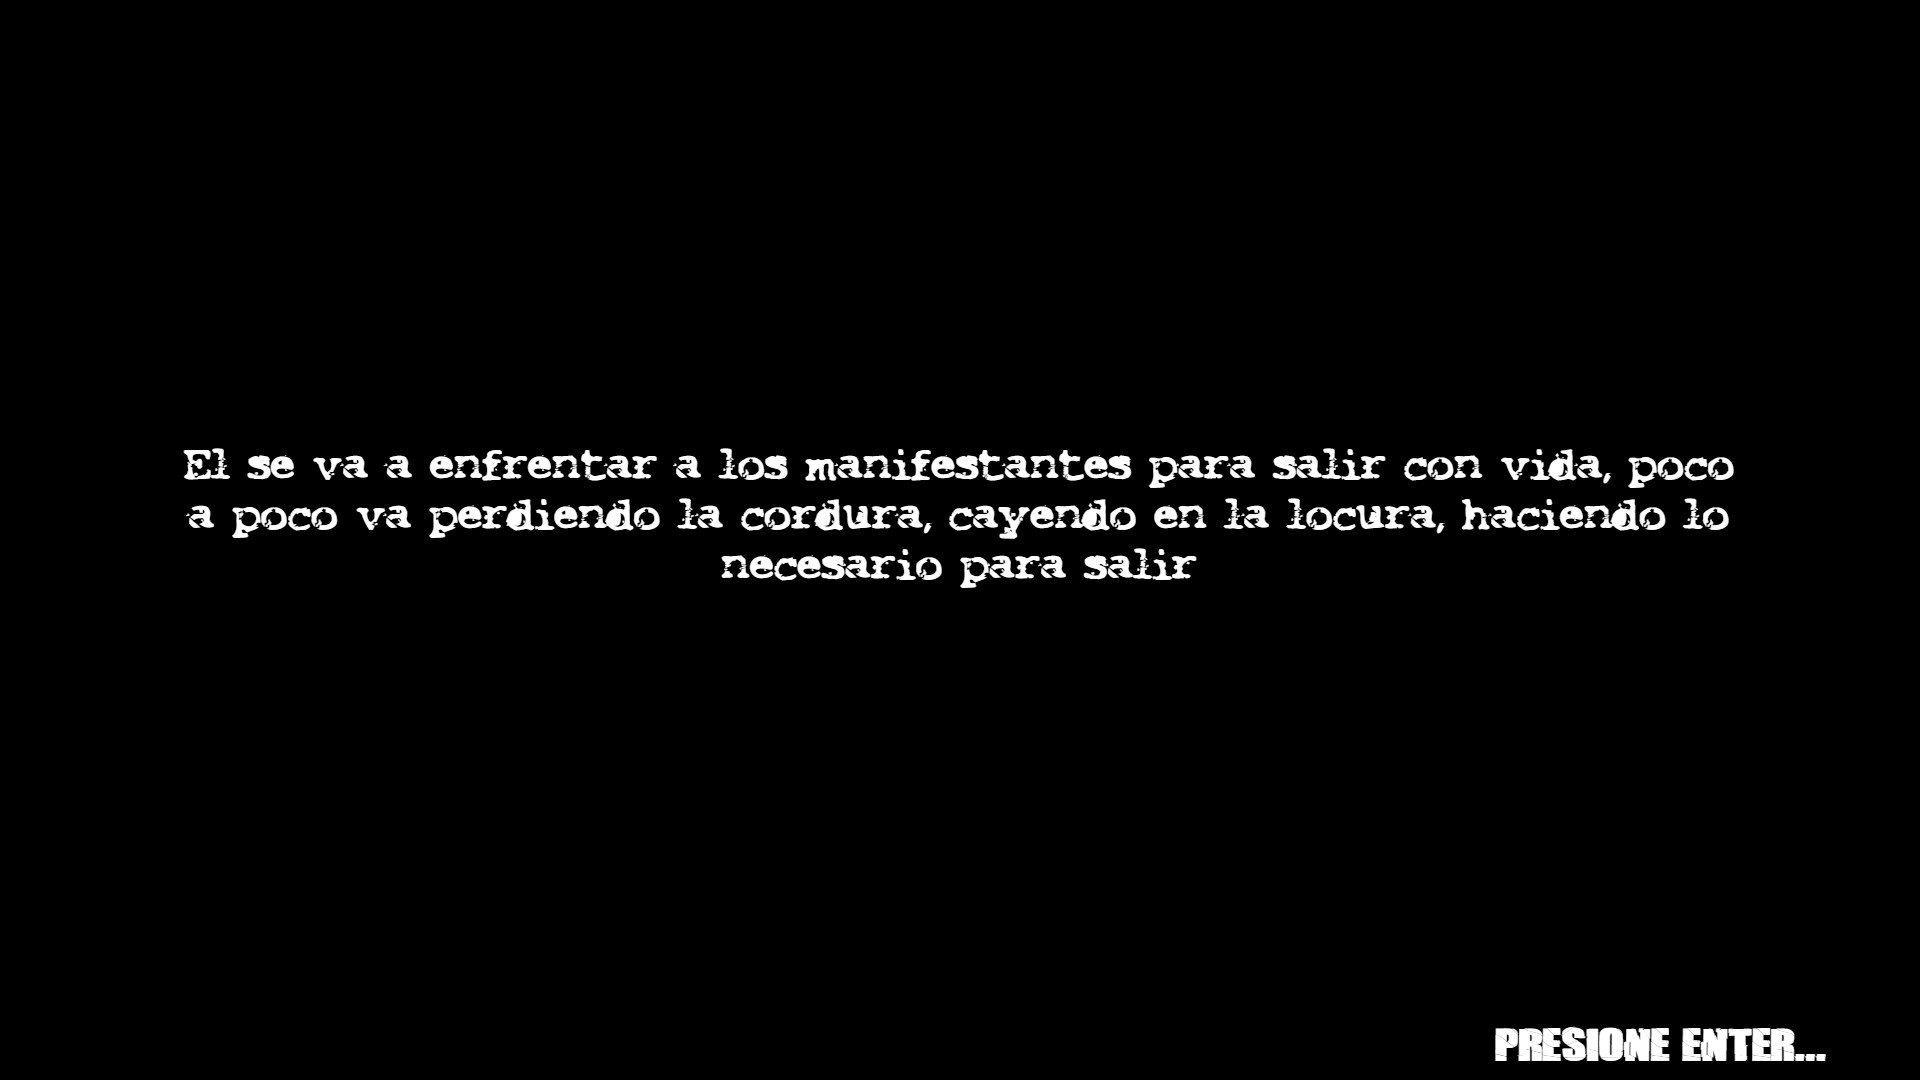 El se va a enfrentar a los manifestantes para salir con vida, poco
a poco va perdiendo la cordura, cayendo en la locura, haciendo lo
necesario para salir
PRESIONE ENTER...